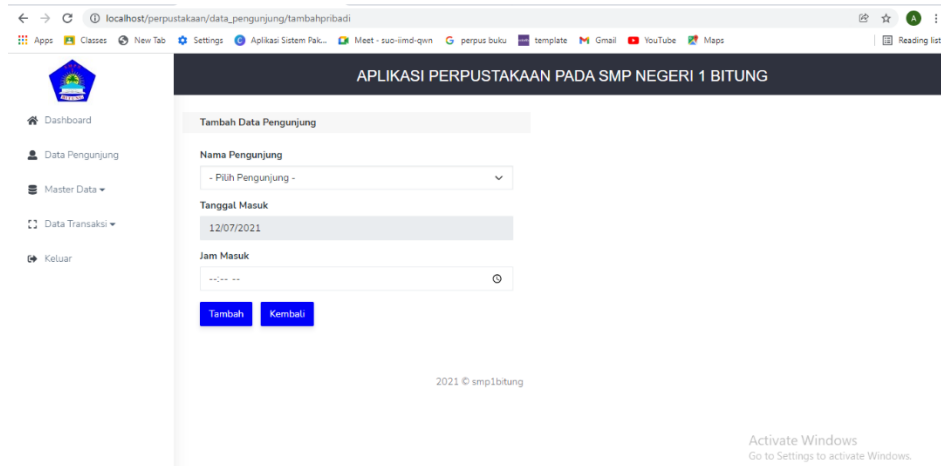 localhost/perpustakaan/data_pengunjung/tambahpribadi
A
Apps Classes New Tab Settings Aplikasi Sistem Pak... Meet - suo-iimd-qwn perpus buku template Gmail YouTube Maps Reading list
APLIKASI PERPUSTAKAAN PADA SMP NEGERI 1 BITUNG
Dashboard
Data Pengunjung
Master Data
Data Transaksi
Keluar
Tambah Data Pengunjung
Nama Pengunjung
- Pilih Pengunjung -
Tanggal Masuk
12/07/2021
Jam Masuk
--:-- --
Tambah Kembali
2021 © smp1bitung
Activate Windows
Go to Settings to activate Windows.